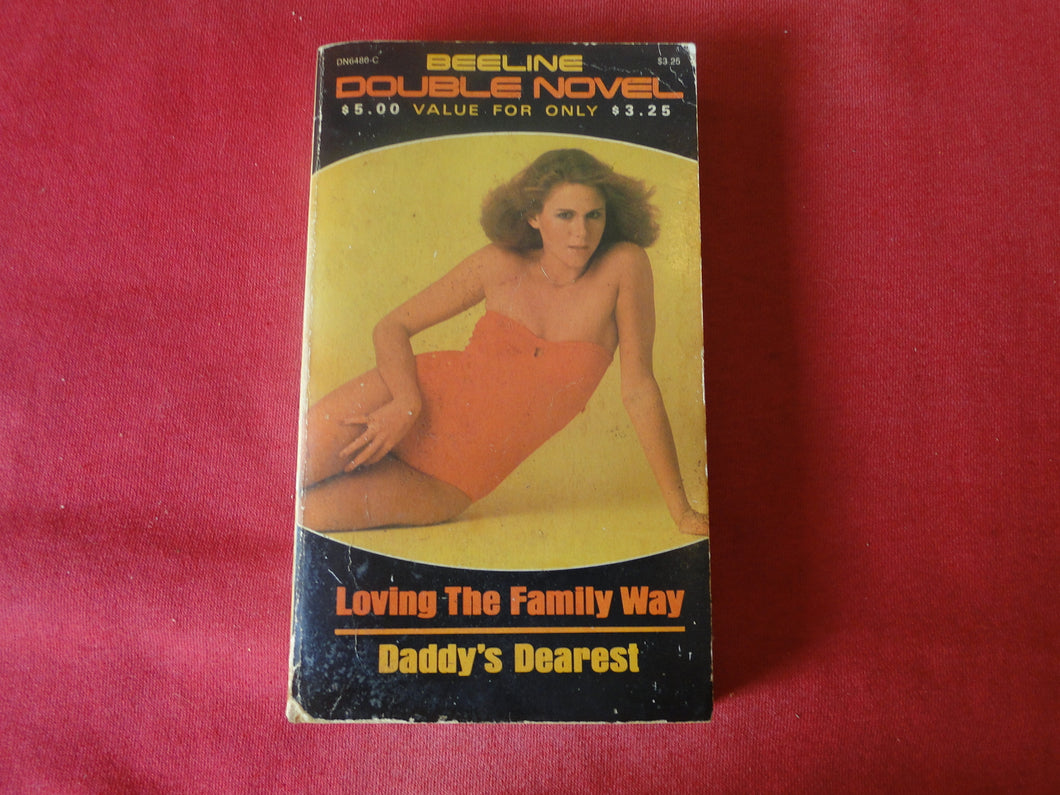 DN6480-C
$3.25
BEELINE
DOUBLE NOVEL
$5.00 VALUE FOR ONLY $3.25
Loving The Family Way
Daddy's Dearest